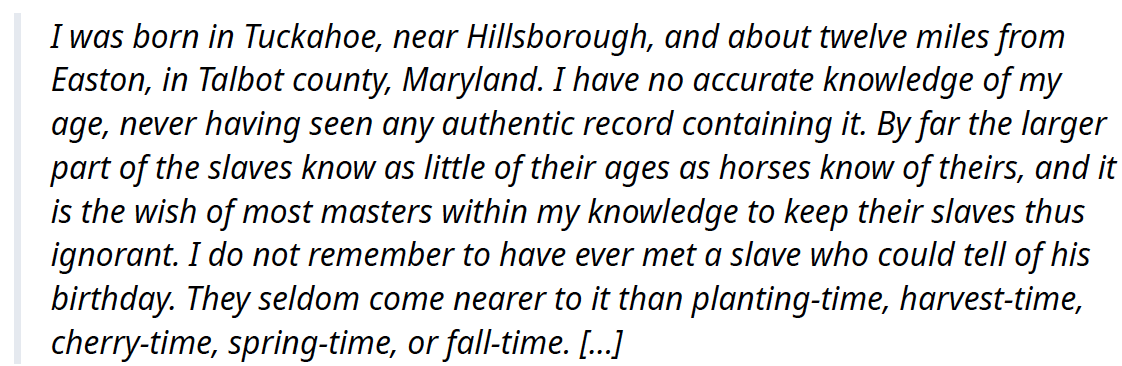 I was born in Tuckahoe, near Hillsborough, and about twelve miles from
Easton, in Talbot county, Maryland. I have no accurate knowledge of my
age, never having seen any authentic record containing it. By far the larger
part of the slaves know as little of their ages as horses know of theirs, and it
is the wish of most masters within my knowledge to keep their slaves thus
ignorant. I do not remember to have ever met a slave who could tell of his
birthday. They seldom come nearer to it than planting-time, harvest-time,
cherry-time, spring-time, or fall-time. [...]